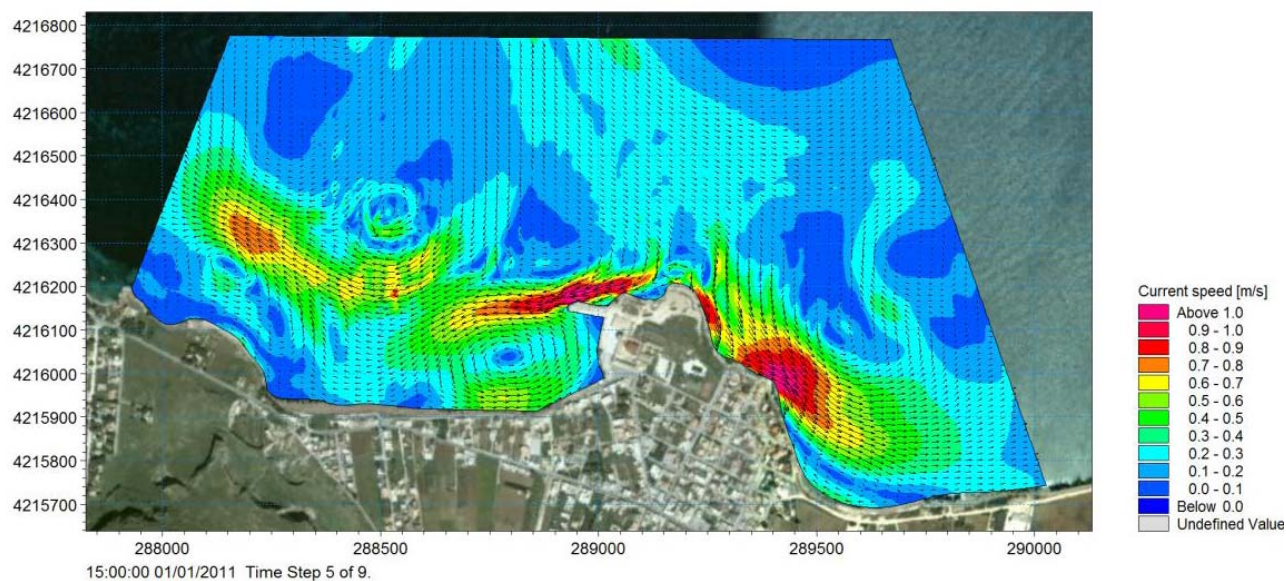 4216800
4216700
4216600
4216500
4216400
4216300
4216200
4216100
4216000
4215900
4215800
4215700
288000 288500 289000 289500 290000
15:00:00 01/01/2011 Time Step 5 of 9.
Current speed [m/s]
Above 1.0
0.9 - 1.0
0.8 - 0.9
0.7 - 0.8
0.6 - 0.7
0.5 - 0.6
0.4 - 0.5
0.3 - 0.4
0.2 - 0.3
0.1 - 0.2
0.0 - 0.1
Below 0.0
Undefined Value